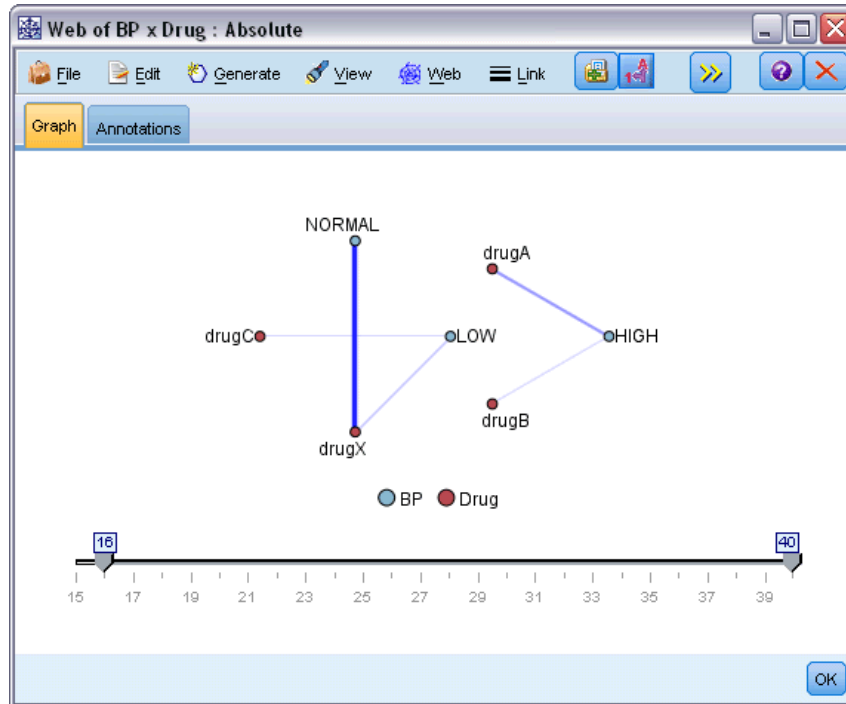 Web of BP x Drug : Absolute
File Edit Generate View Web Link
Graph Annotations
NORMAL
drugA
drugC
LOW
HIGH
drugB
drugX
BP Drug
16 40
15 17 19 21 23 25 27 29 31 33 35 37 39
OK